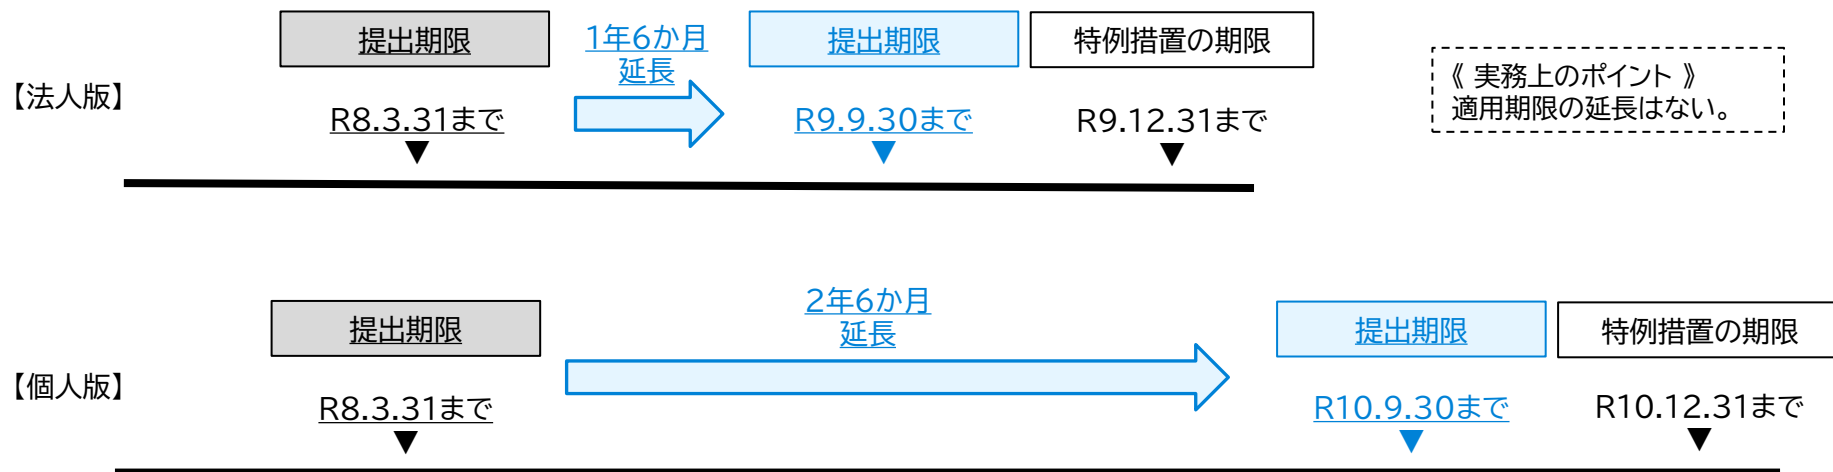 【法人版】
提出期限
1年6か月
延長
提出期限
特例措置の期限
R8.3.31まで
R9.9.30まで
R9.12.31まで
《 実務上のポイント 》
適用期限の延長はない。
【個人版】
提出期限
2年6か月
延長
提出期限
特例措置の期限
R8.3.31まで
R10.9.30まで
R10.12.31まで